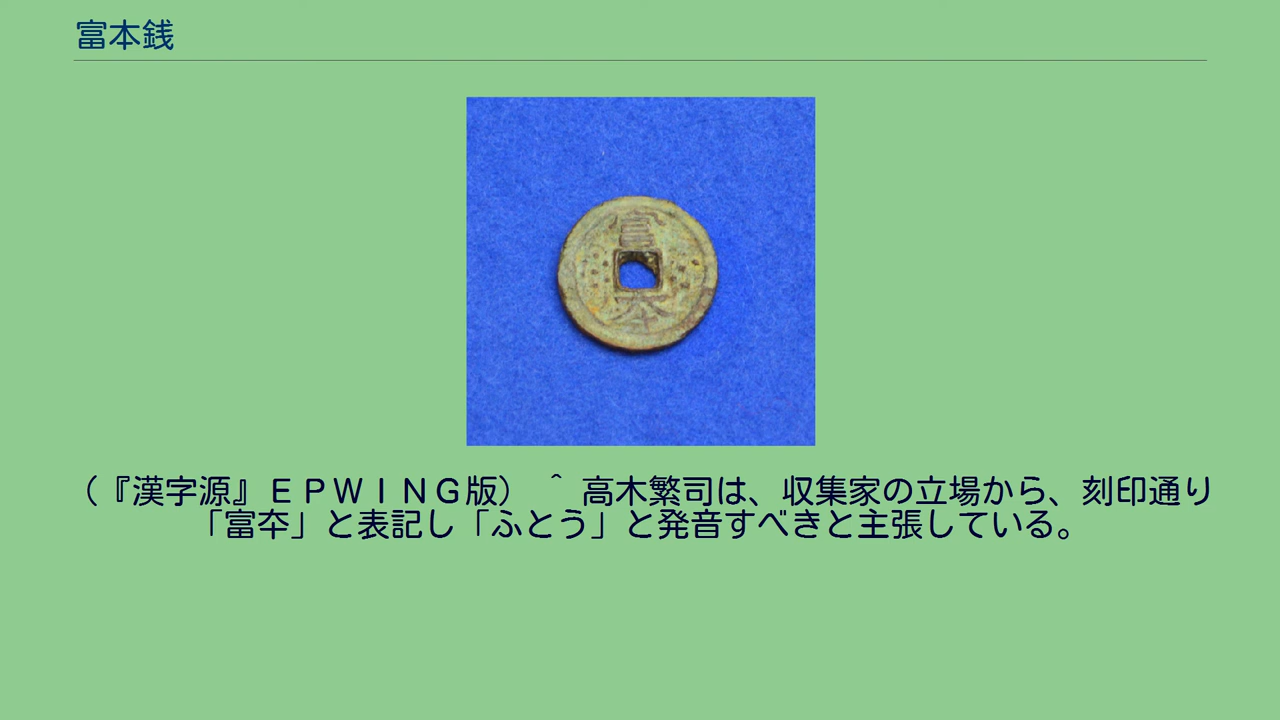 富本銭
富
夲
（『漢字源』ＥＰＷＩＮＧ版） ＾ 高木繁司は、収集家の立場から、刻印通り
「富夲」と表記し「ふとう」と発音すべきと主張している。